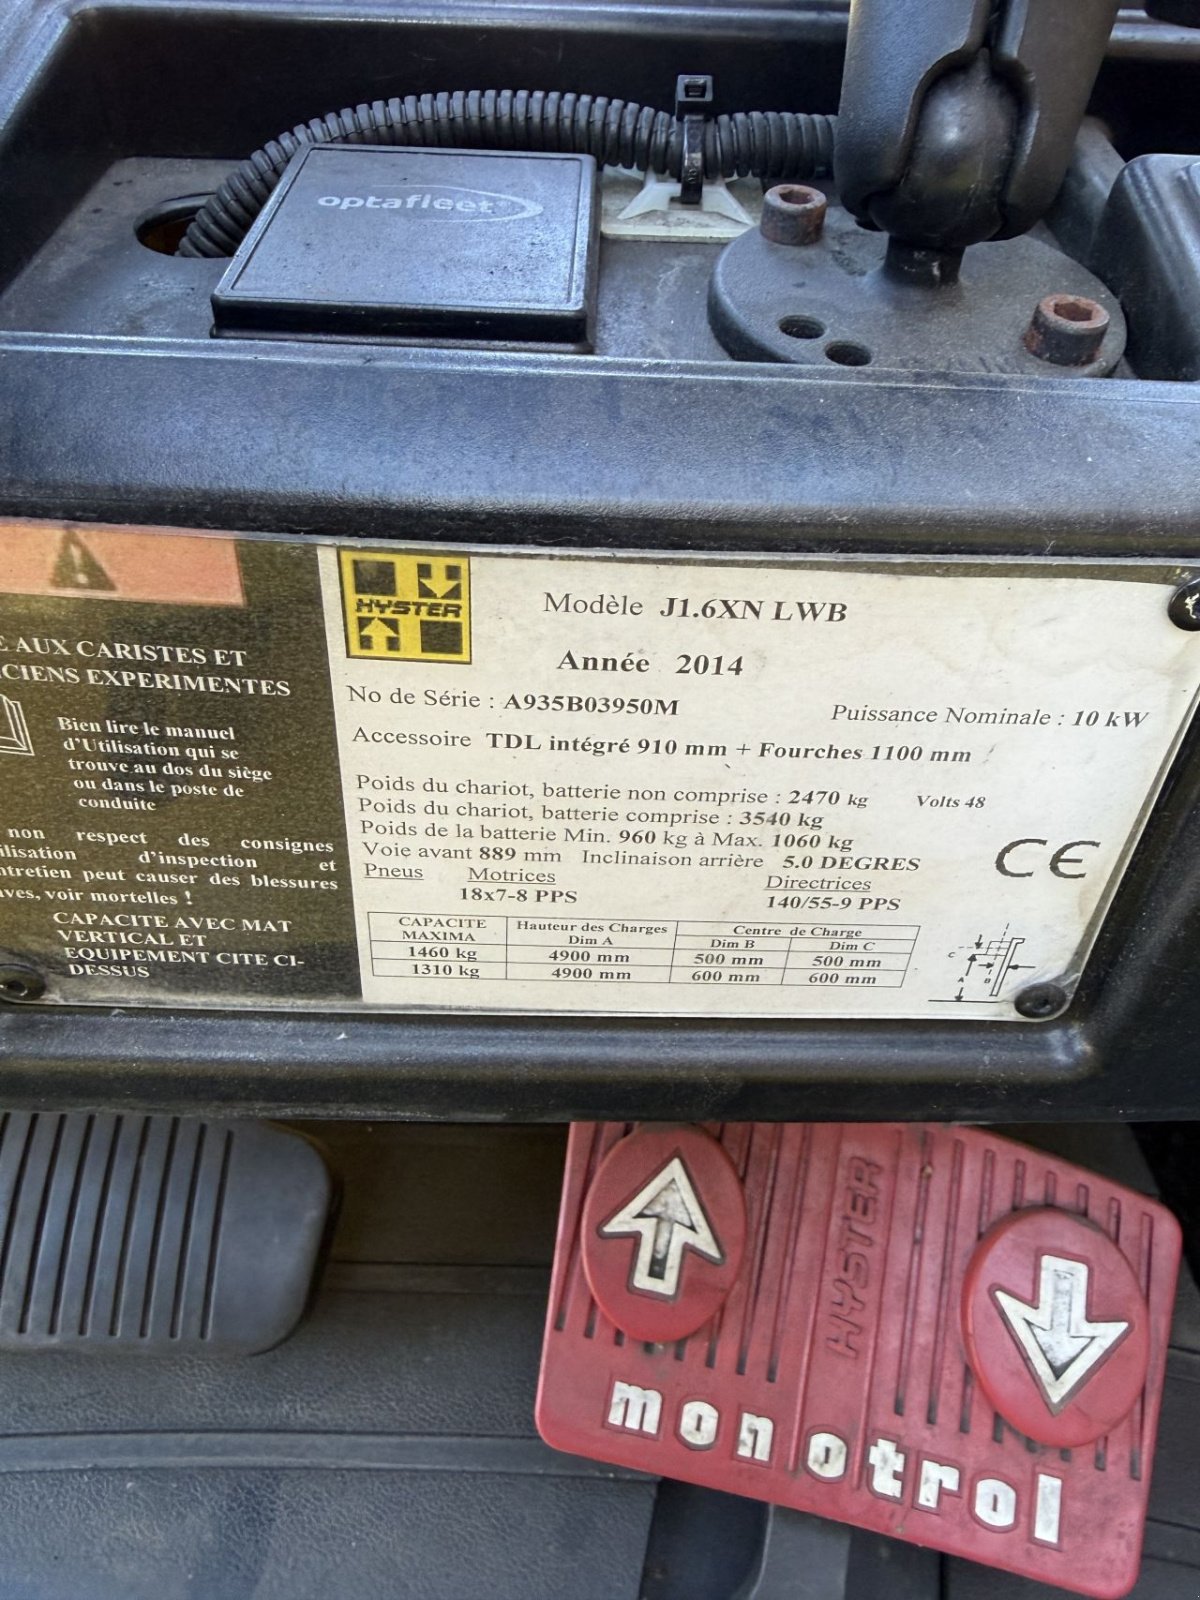 optafleet
AUX CARISTES ET
CIENS EXPERIMENTES
Bien lire le manuel
d'Utilisation qui se
trouve au dos du siège
ou dans le poste de
conduite
non respect des consignes
d'inspection et
peut causer des blessures
voir mortelles !
CAPACITE AVEC MAT
VERTICAL ET
EQUIPEMENT CITE CI-
DESSUS
HYSTER
Modèle J1.6XN LWB
Année 2014
No de Série : A935B03950M
Puissance Nominale : 10 kW
Accessoire TDL intégré 910 mm + Fourches 1100 mm
Poids du chariot, batterie non comprise : 2470 kg Volts 48
Poids du chariot, batterie comprise : 3540 kg
Poids de la batterie Min. 960 kg à Max. 1060 kg
Voie avant 889 mm Inclinaison arrière 5.0 DEGRES
Pneus Motrices Directrices
18x7-8 PPS 140/55-9 PPS
CE
CAPACITE MAXIMA Hauteur des Charges Dim A Centre de Charge
Dim B Dim C
1460 kg 4900 mm 500 mm 500 mm
1310 kg 4900 mm 600 mm 600 mm
C
A
B
HYSTER
monotrol